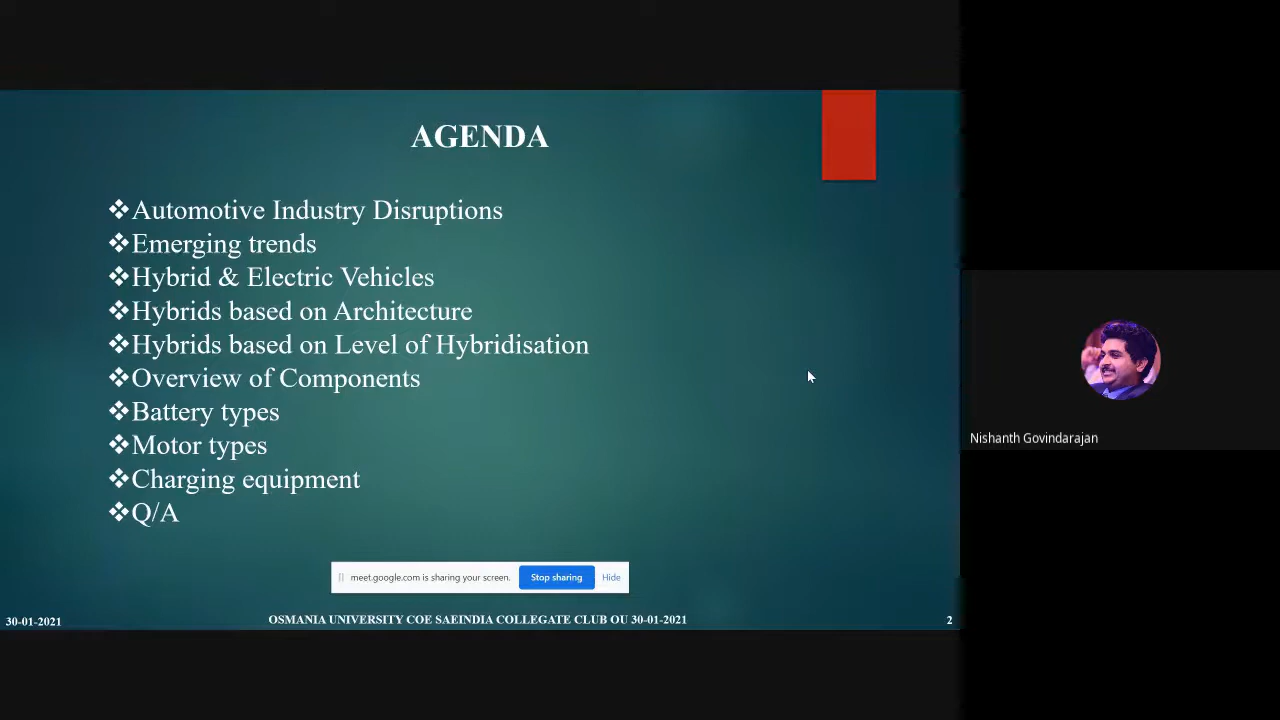 AGENDA
❖Automotive Industry Disruptions
❖Emerging trends
❖Hybrid & Electric Vehicles
❖Hybrids based on Architecture
❖Hybrids based on Level of Hybridisation
❖Overview of Components
❖Battery types
❖Motor types
❖Charging equipment
❖Q/A
meet.google.com is sharing your screen. Stop sharing Hide
30-01-2021 OSMANIA UNIVERSITY COE SAEINDIA COLLEGATE CLUB OU 30-01-2021 2
Nishanth Govindarajan